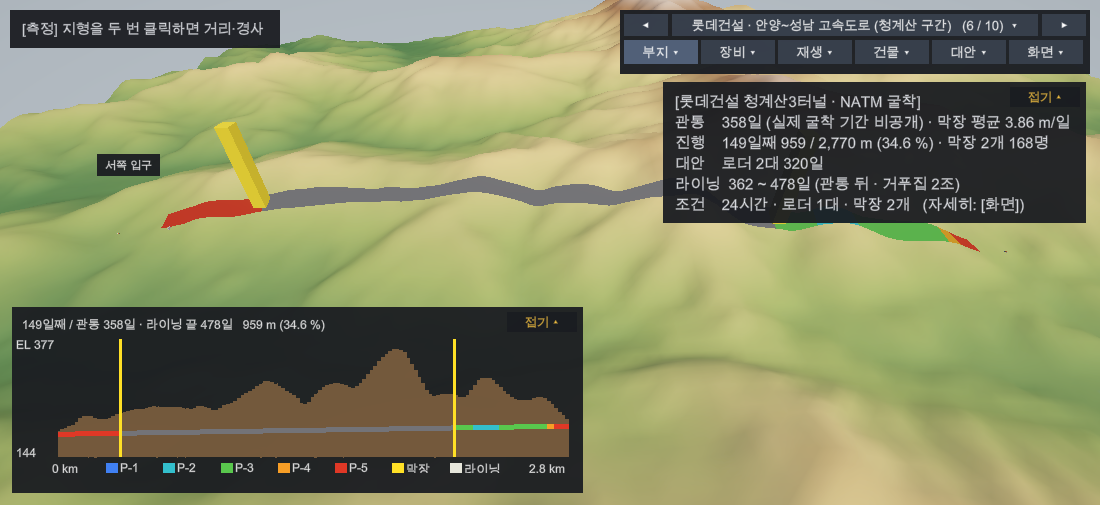 [측정] 지형을 두 번 클릭하면 거리·경사
◂ 롯데건설 · 안양~성남 고속도로 (청계산 구간) (6 / 10) ▾ ▸
부지 ▾ 장비 ▾ 재생 ▾ 건물 ▾ 대안 ▾ 화면 ▾
[롯데건설 청계산3터널 · NATM 굴착] 접기 ▴
관통 358일 (실제 굴착 기간 비공개) · 막장 평균 3.86 m/일
진행 149일째 959 / 2,770 m (34.6 %) · 막장 2개 168명
대안 로더 2대 320일
라이닝 362 ~ 478일 (관통 뒤 · 거푸집 2조)
조건 24시간 · 로더 1대 · 막장 2개 (자세히: [화면])
서쪽 입구
149일째 / 관통 358일 · 라이닝 끝 478일 959 m (34.6 %) 접기 ▴
EL 377
144
0 km P-1 P-2 P-3 P-4 P-5 막장 라이닝 2.8 km